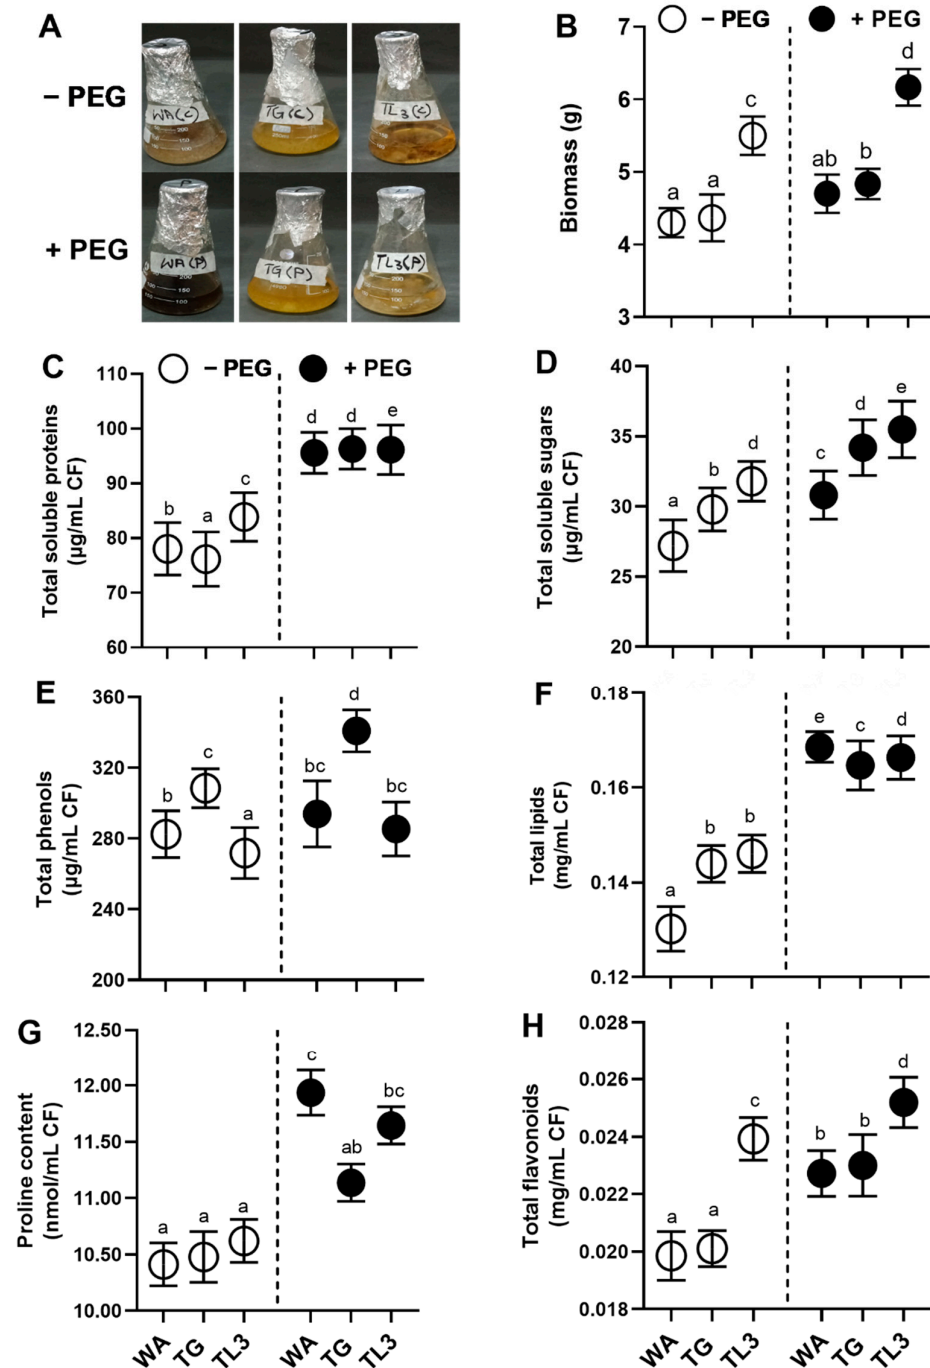 A
– PEG
+ PEG
WA(C)
TG(C)
TL3(C)
WA(P)
TG(P)
TL3(P)
B
– PEG
+ PEG
Biomass (g)
7
6
5
4
3
a
a
c
ab
b
d
C
– PEG
+ PEG
Total soluble proteins
(µg/mL CF)
110
100
90
80
70
60
b
a
c
d
d
e
D
Total soluble sugars
(µg/mL CF)
40
35
30
25
20
a
b
d
c
d
e
E
Total phenols
(µg/mL CF)
360
320
280
240
200
b
c
a
bc
d
bc
F
Total lipids
(mg/mL CF)
0.18
0.16
0.14
0.12
a
b
b
e
c
d
G
Proline content
(nmol/mL CF)
12.50
12.00
11.50
11.00
10.50
10.00
a
a
a
c
ab
bc
WA
TG
TL3
WA
TG
TL3
H
Total flavonoids
(mg/mL CF)
0.028
0.026
0.024
0.022
0.020
0.018
a
a
c
b
b
d
WA
TG
TL3
WA
TG
TL3